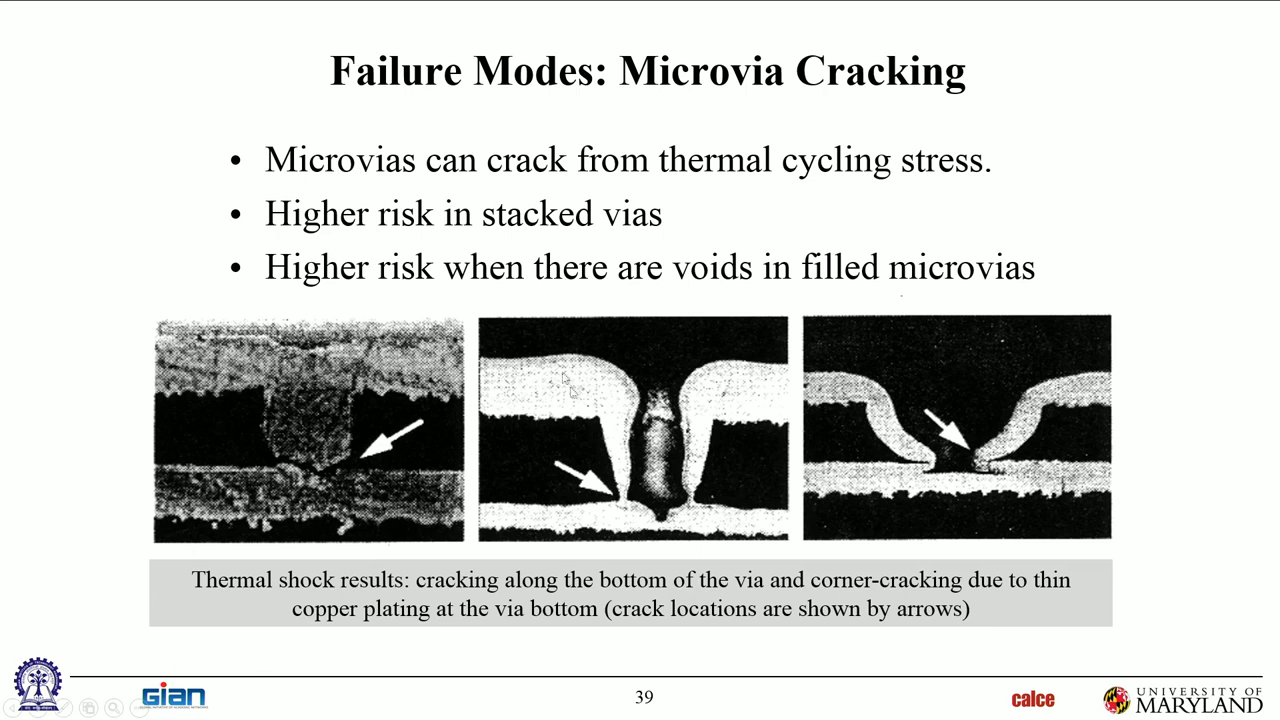 Failure Modes: Microvia Cracking
• Microvias can crack from thermal cycling stress.
• Higher risk in stacked vias
• Higher risk when there are voids in filled microvias
Thermal shock results: cracking along the bottom of the via and corner-cracking due to thin
copper plating at the via bottom (crack locations are shown by arrows)
GIAN
39
calce
UNIVERSITY OF
MARYLAND